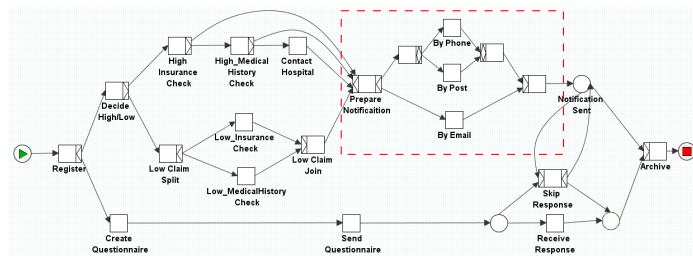 By Phone
High
Insurance
Check
High_Medical
History
Check
Contact
Hospital
By Post
Decide
High/Low
Prepare
Notificaition
Notification
Sent
Low_Insurance
Check
By Email
Register
Low Claim
Split
Low Claim
Join
Archive
Low_MedicalHistory
Check
Skip
Response
Create
Questionnaire
Send
Questionnaire
Receive
Response